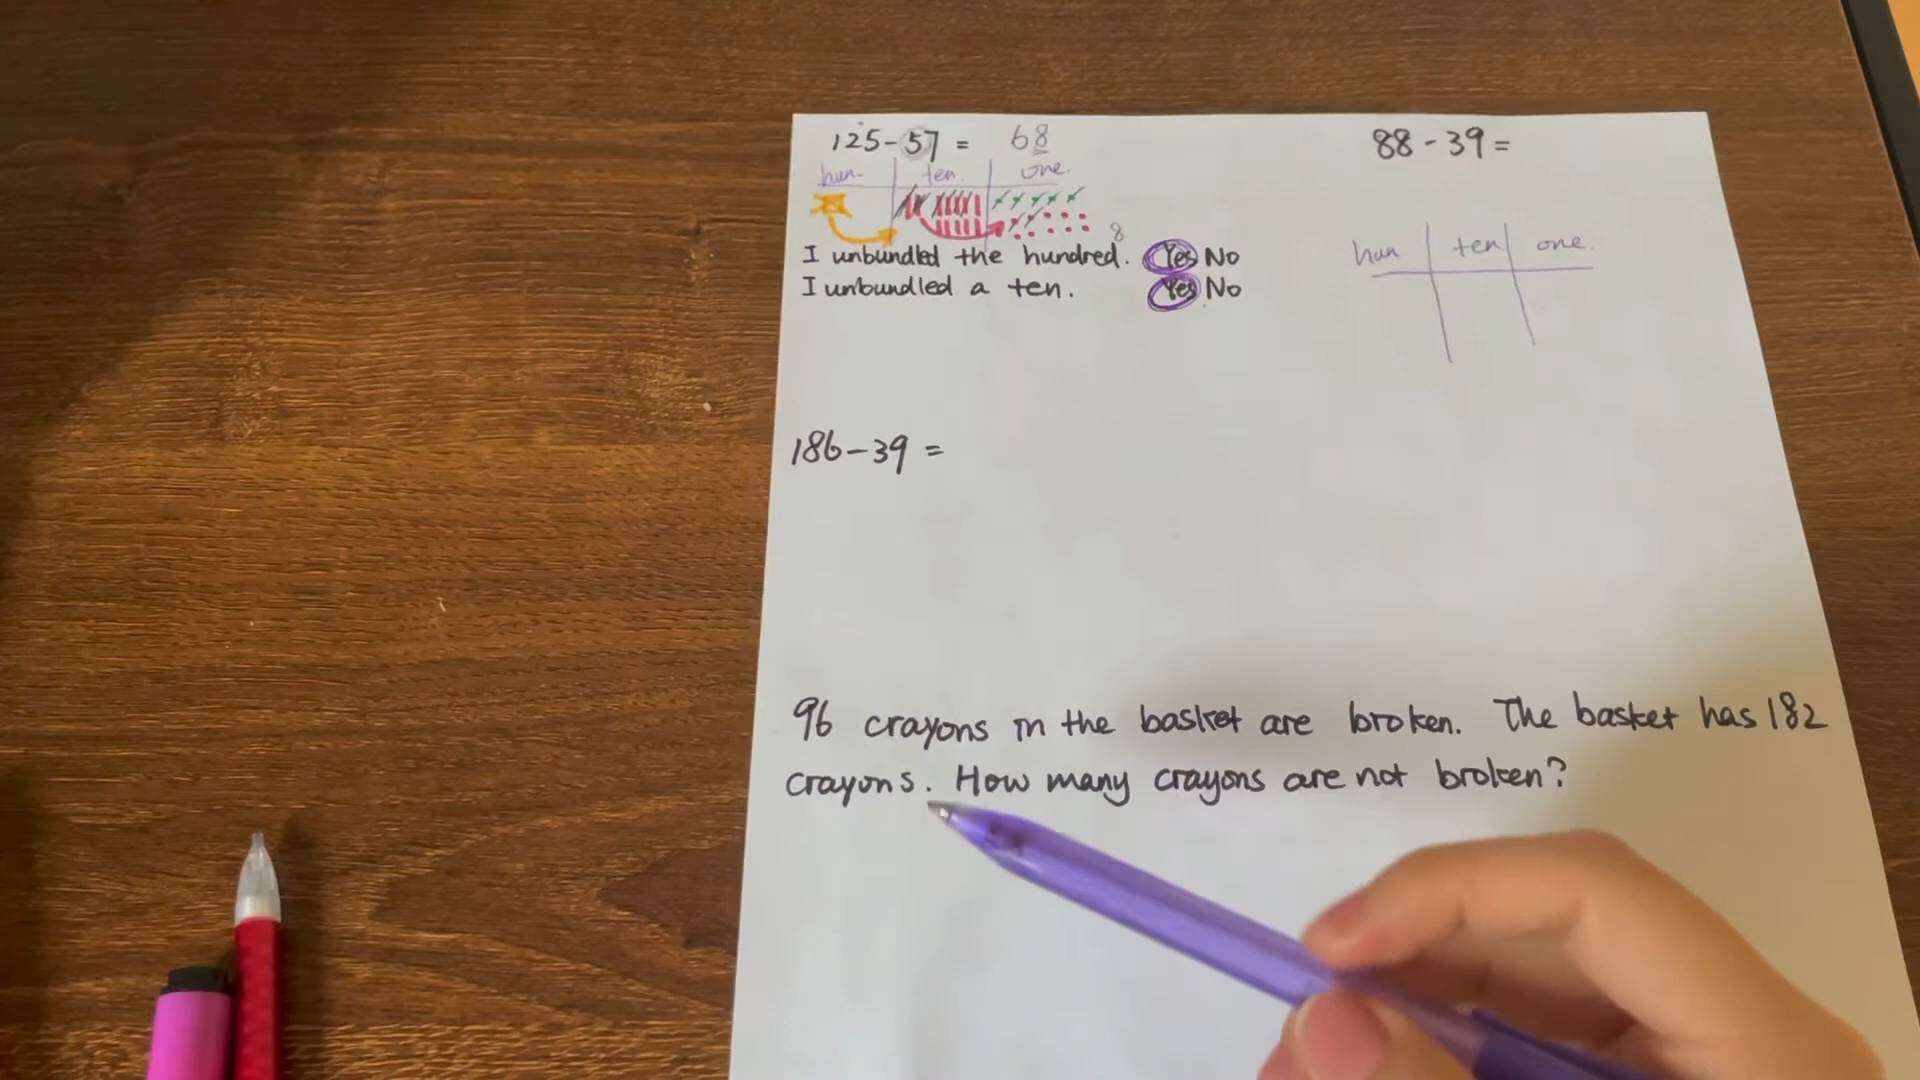 125-57 = 68
hun- ten. one.
8
I unbundled the hundred. Yes No
I unbundled a ten. Yes No
88-39=
hun ten one.
186-39 =
96 crayons in the basket are broken. The basket has 182
crayons. How many crayons are not broken?